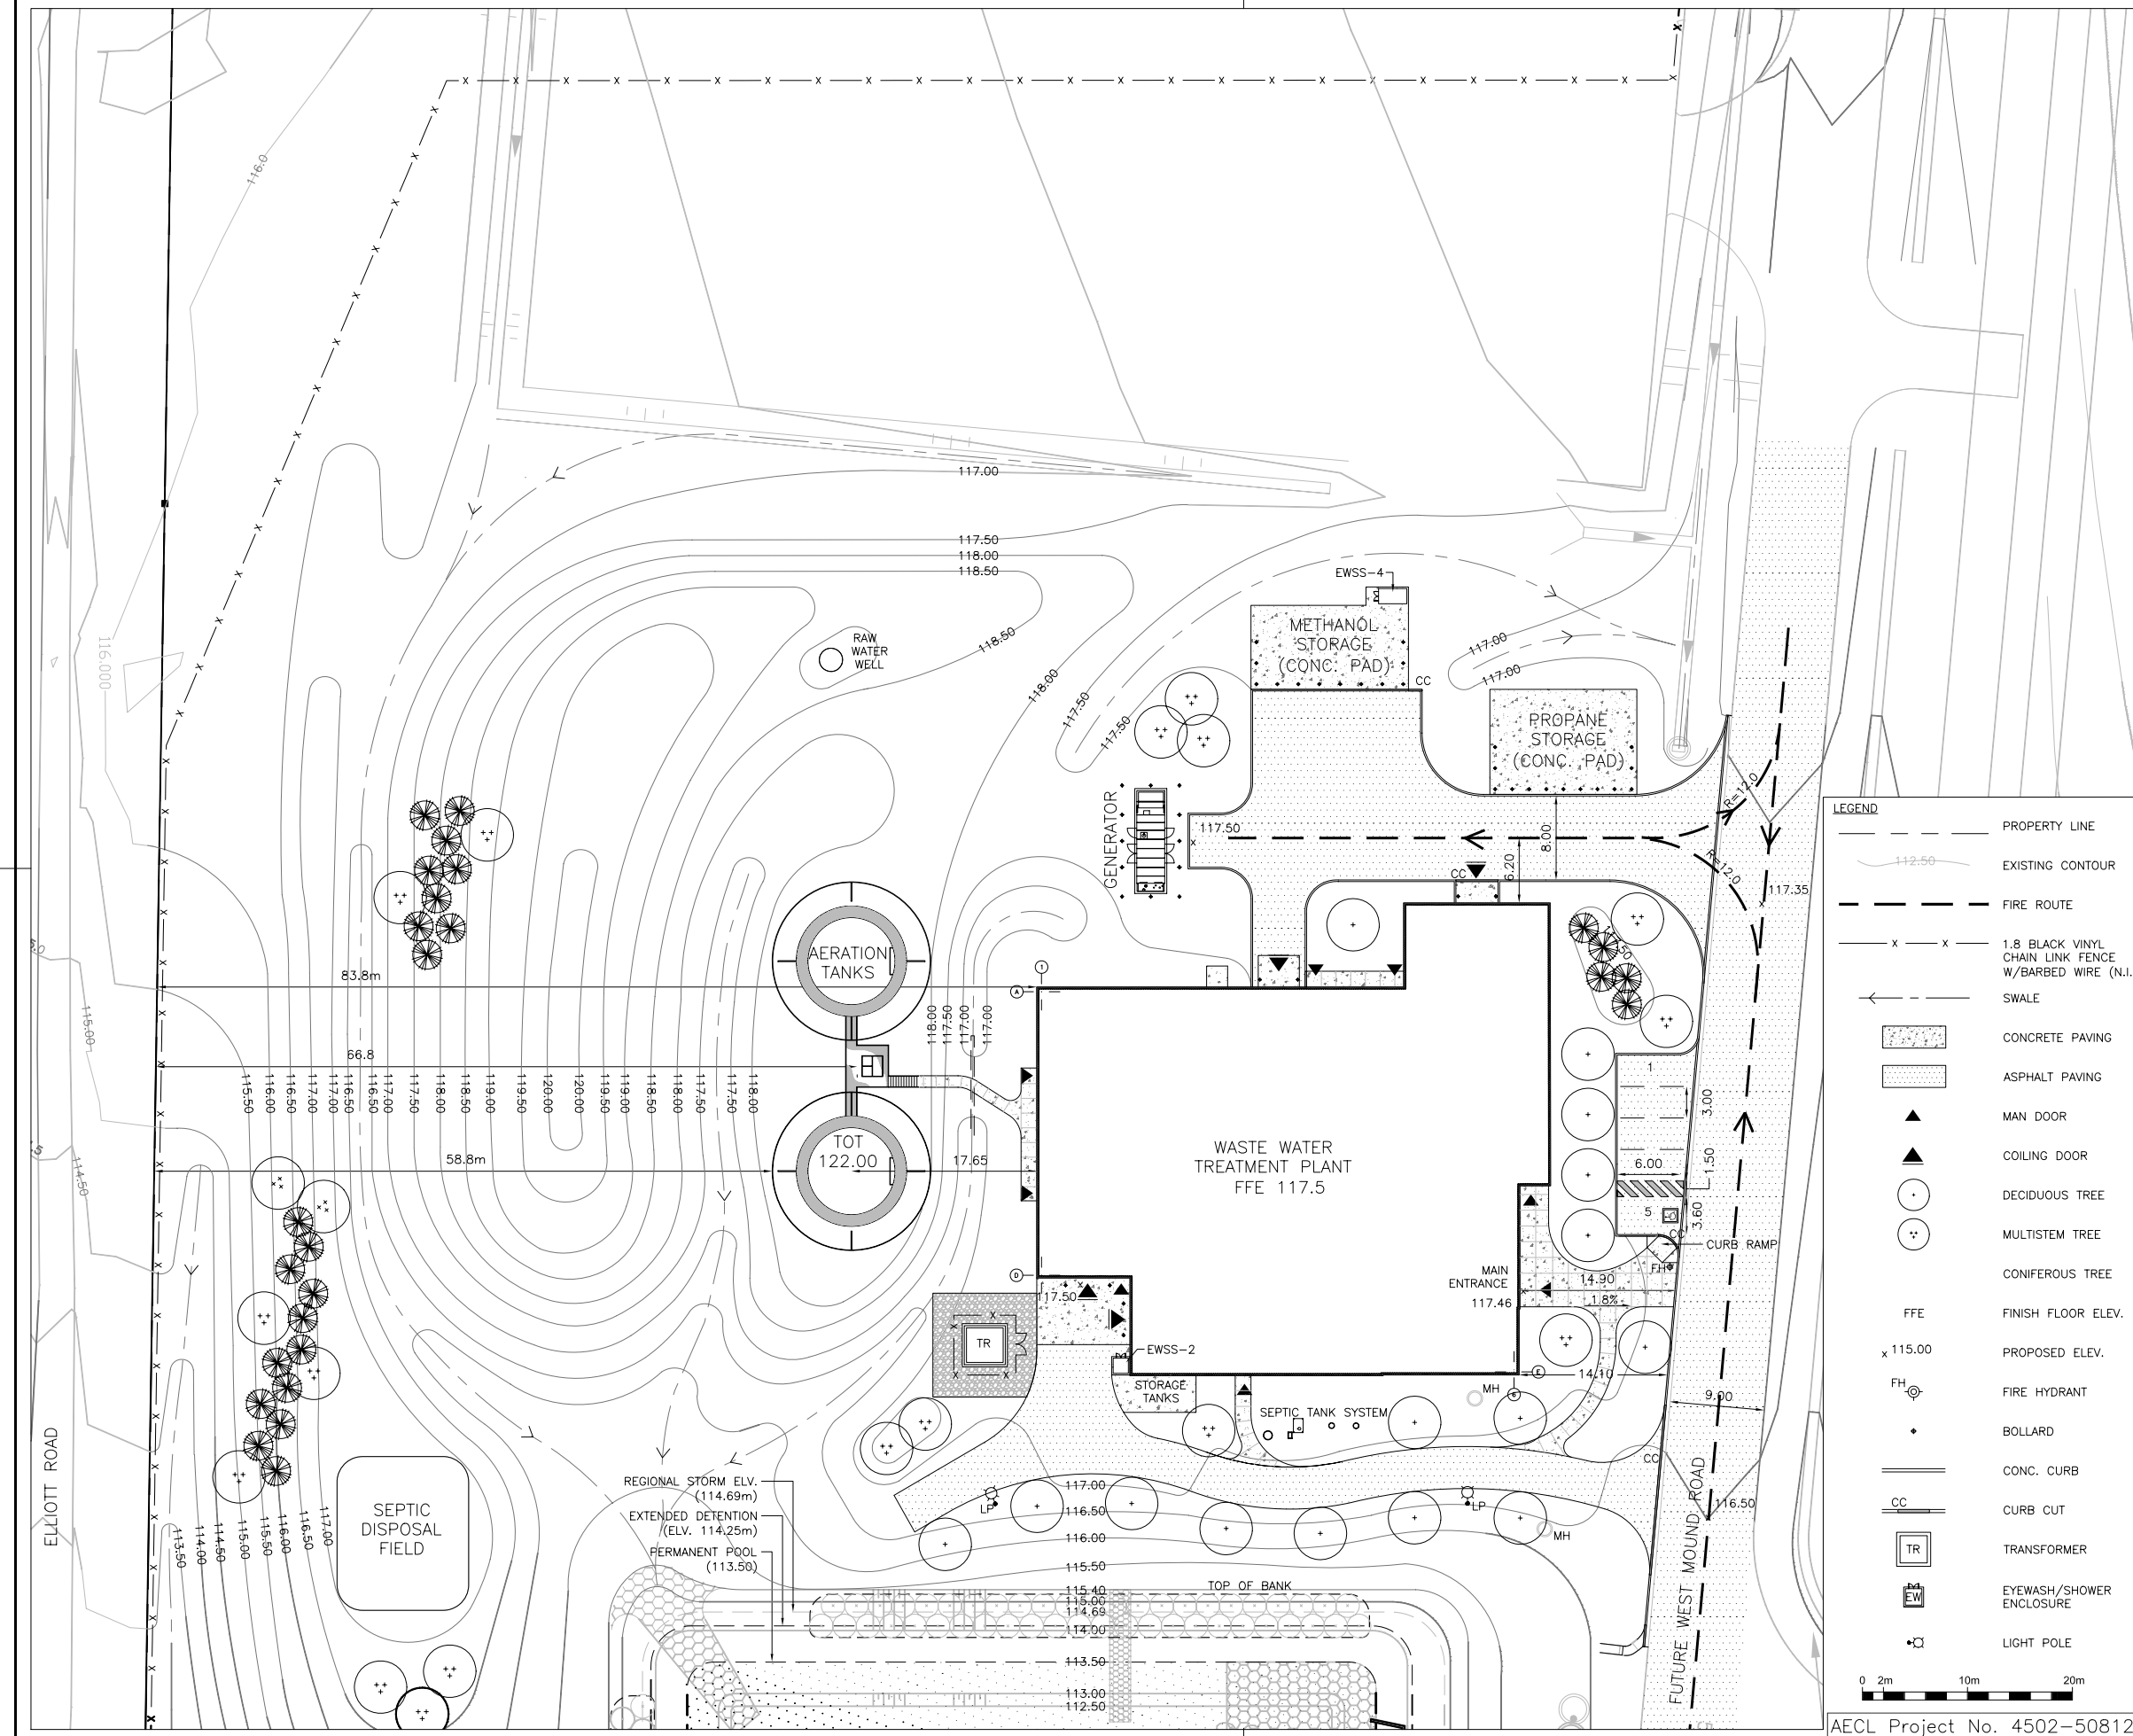 116.0
117.00
117.50
118.00
118.50
EWSS-4
RAW
WATER
WELL
118.50
118.00
117.50
117.50
METHANOL
STORAGE
(CONC. PAD)
CC
117.00
117.00
PROPANE
STORAGE
(CONC. PAD)
116.000
GENERATOR
117.50
8.00
6.20
CC
R=12.0
R=12.0
117.35
AERATION
TANKS
83.8m
1
A
115.00
118.00
117.50
117.00
117.00
66.8
115.50
116.00
116.50
117.00
117.00
116.50
116.50
117.00
117.50
118.00
118.50
119.00
119.50
120.00
120.00
119.50
119.00
118.50
118.00
117.50
117.50
118.00
1
3.00
TOT
122.00
58.8m
17.65
114.50
WASTE WATER
TREATMENT PLANT
FFE 117.5
6.00
1.50
5
3.60
CC
CURB RAMP
FH
D
MAIN
ENTRANCE
117.46
14.90
1.8%
117.50
TR
EWSS-2
STORAGE
TANKS
E
6
14.10
MH
9.00
SEPTIC TANK SYSTEM
CC
REGIONAL STORM ELV.
(114.69m)
EXTENDED DETENTION
(ELV. 114.25m)
PERMANENT POOL
(113.50)
117.00
116.50
116.00
115.50
115.40
115.00
114.69
114.00
113.50
113.00
112.50
LP
LP
MH
TOP OF BANK
116.50
FUTURE WEST MOUND ROAD
ELLIOTT ROAD
SEPTIC
DISPOSAL
FIELD
113.50
114.00
114.50
115.00
115.50
116.00
116.50
117.00
LEGEND
PROPERTY LINE
112.50
EXISTING CONTOUR
FIRE ROUTE
1.8 BLACK VINYL
CHAIN LINK FENCE
W/BARBED WIRE (N.I.
SWALE
CONCRETE PAVING
ASPHALT PAVING
MAN DOOR
COILING DOOR
DECIDUOUS TREE
MULTISTEM TREE
CONIFEROUS TREE
FFE FINISH FLOOR ELEV.
x 115.00 PROPOSED ELEV.
FH FIRE HYDRANT
BOLLARD
CONC. CURB
CC CURB CUT
TR TRANSFORMER
EW EYEWASH/SHOWER
ENCLOSURE
LIGHT POLE
0 2m 10m 20m
AECL Project No. 4502-50812